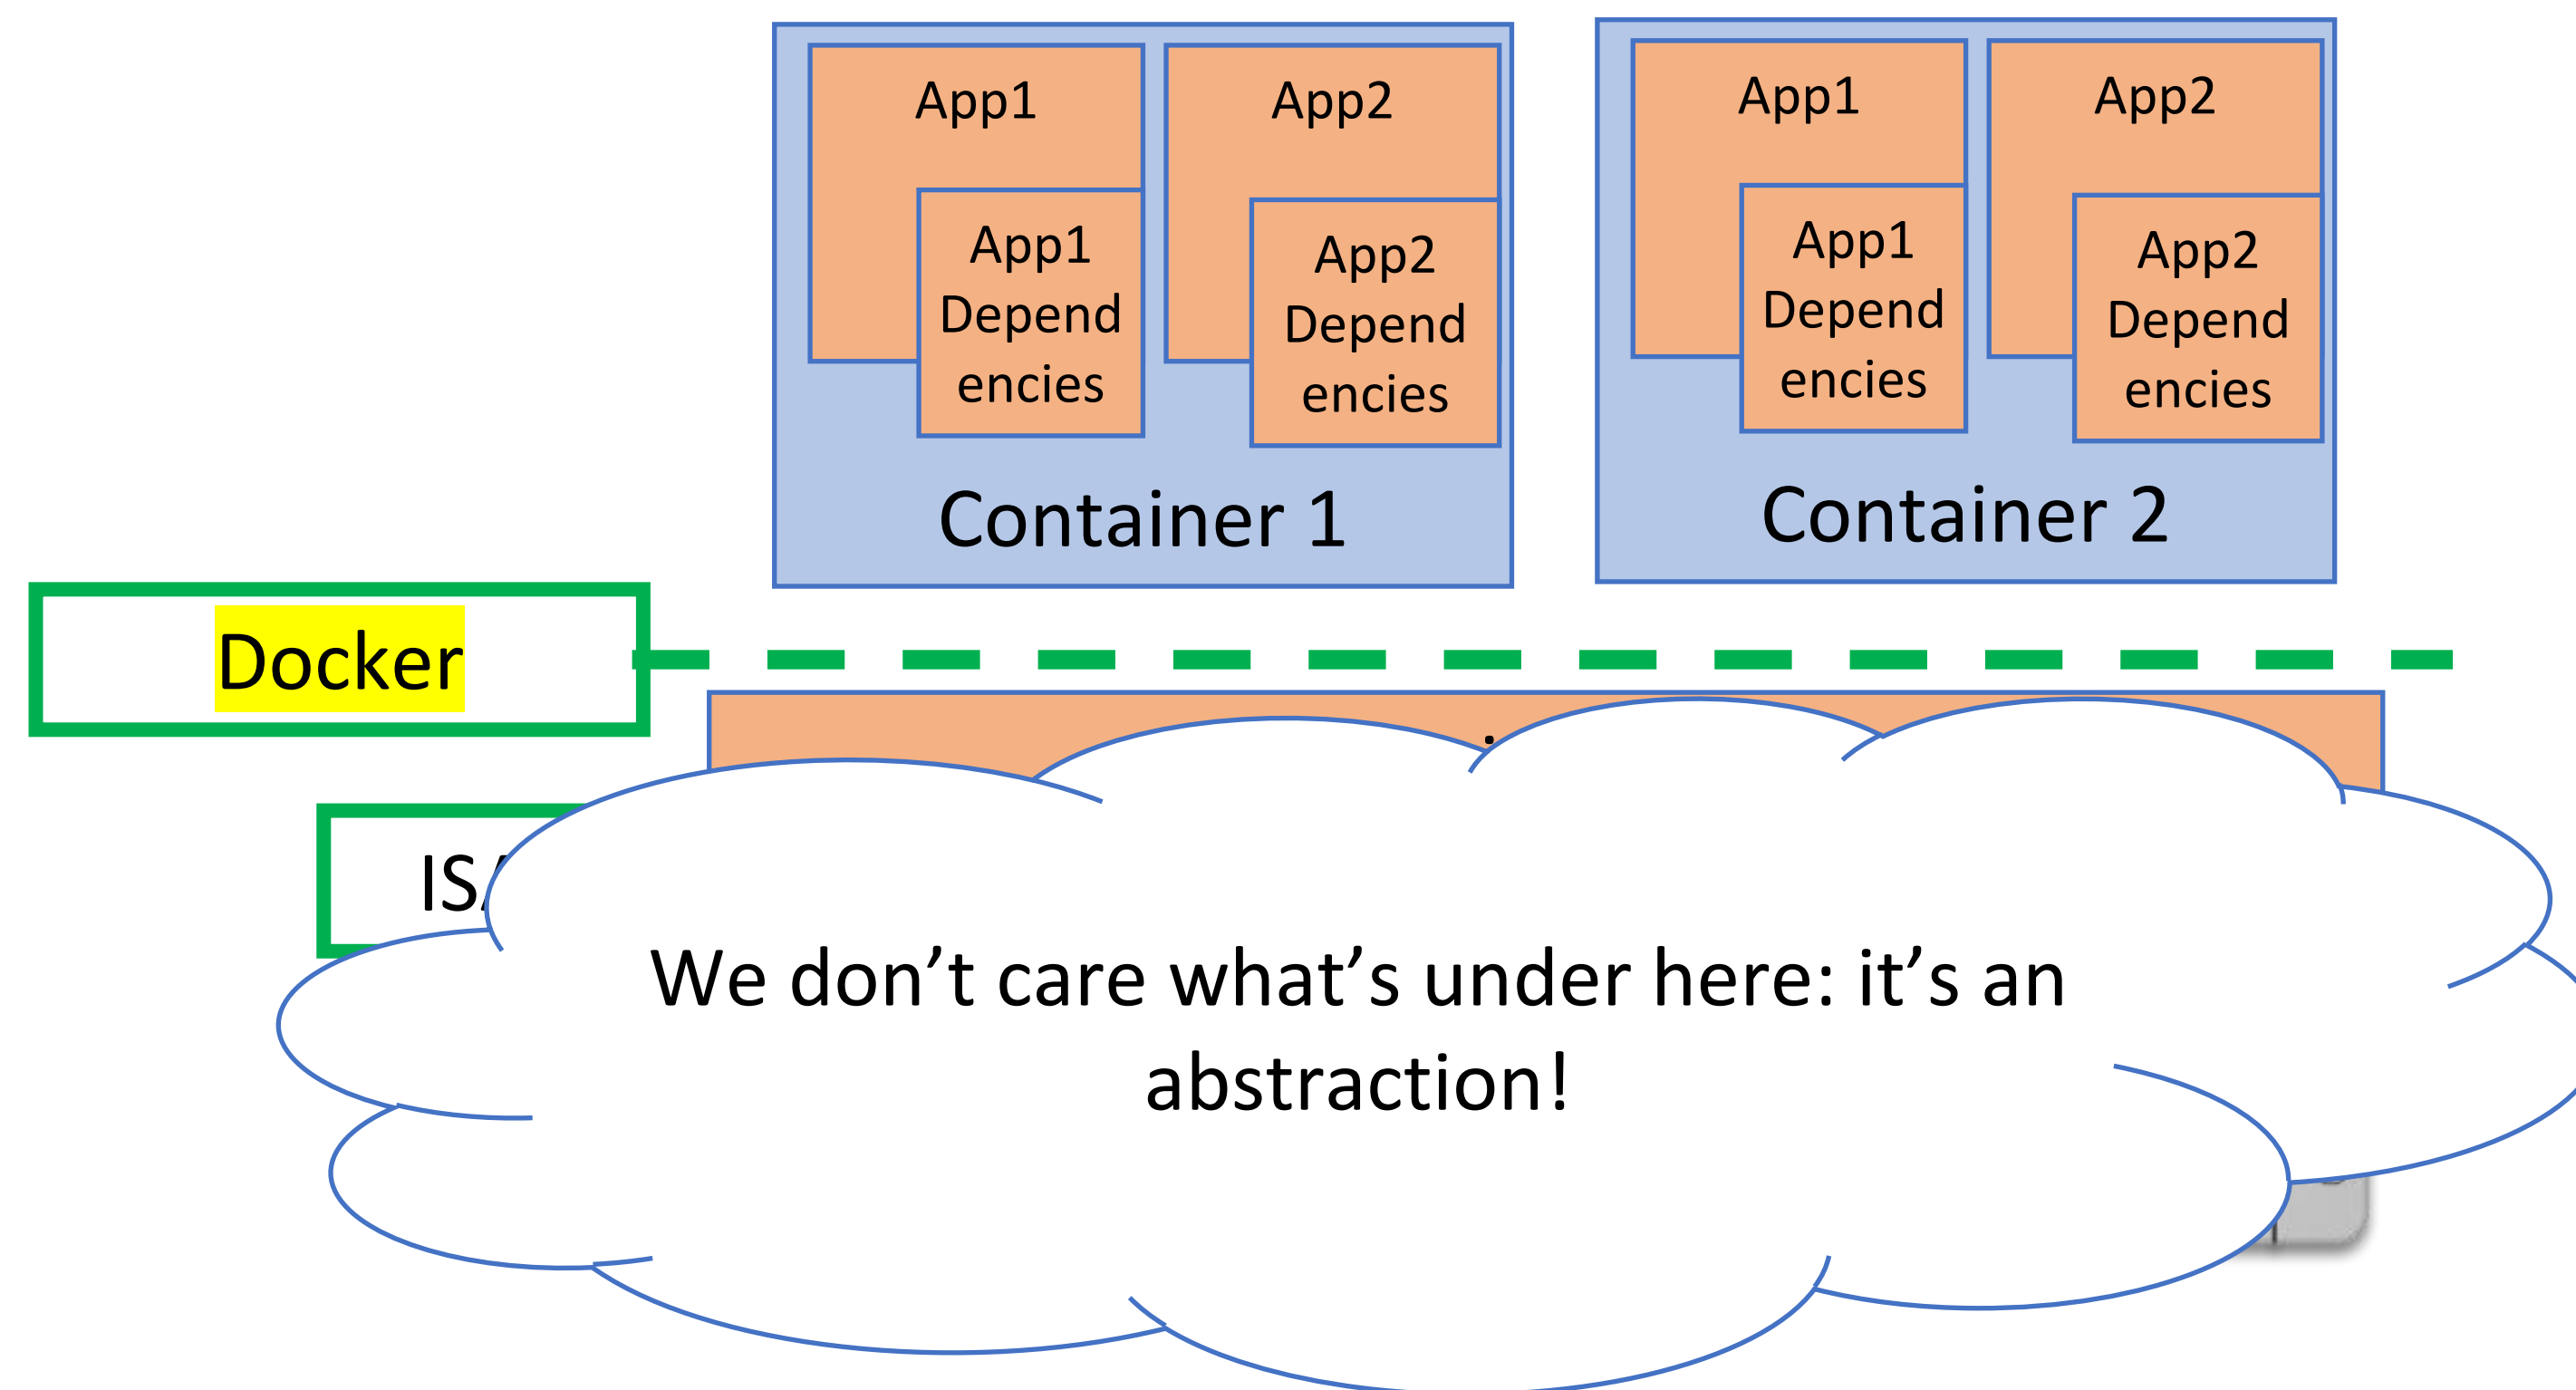 App1
App2
App1
Depend
encies
App2
Depend
encies
Container 1
App1
App2
App1
Depend
encies
App2
Depend
encies
Container 2
Docker
We don’t care what’s under here: it’s an
abstraction!